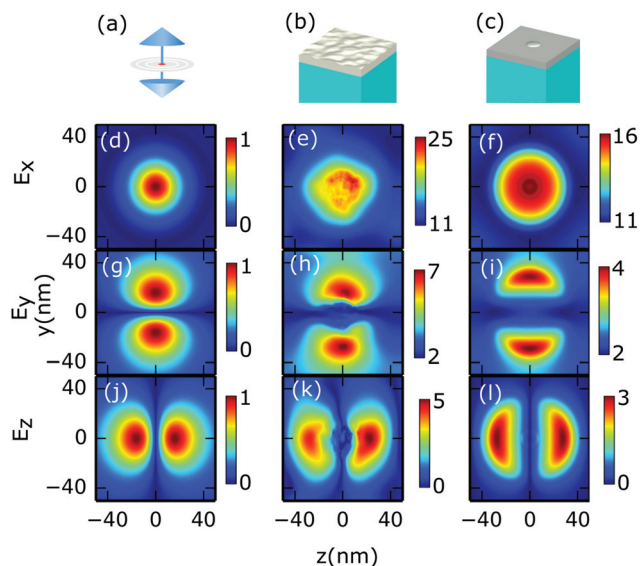 (a) (b) (c)
40 (d) 1 (e) 25 (f) 16
Ex 0
−40 0 11 11
40 (g) 1 (h) 7 (i) 4
Ey y(nm) 0
−40 0 2 2
40 (j) 1 (k) 5 (l) 3
Ez 0
−40 0 0 0
−40 0 40 −40 0 40 −40 0 40
z(nm)